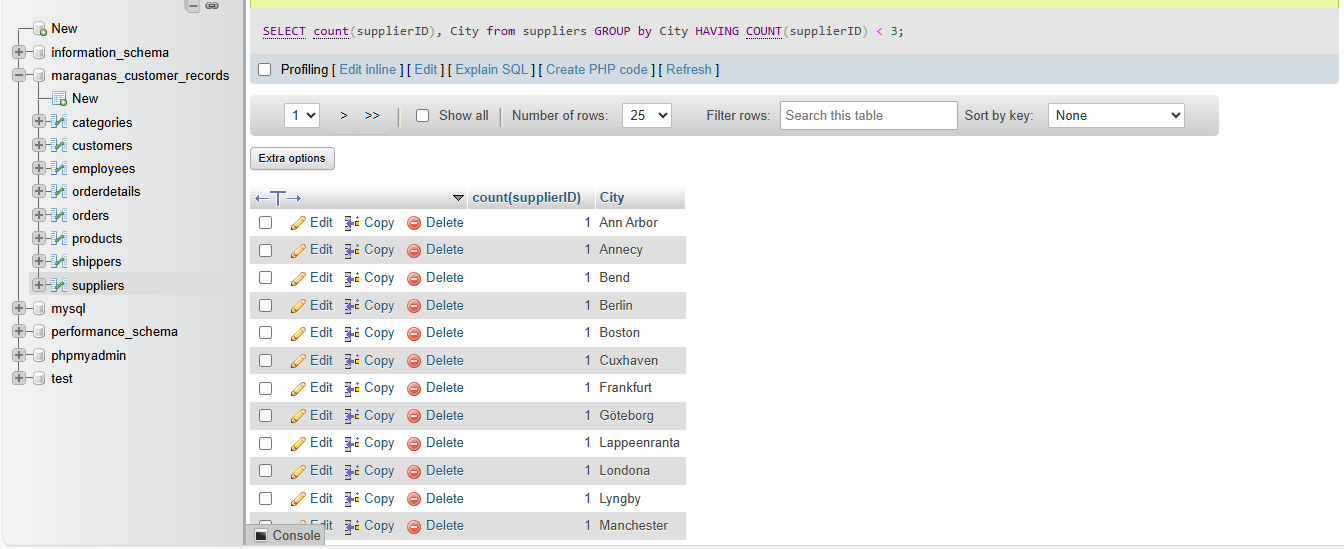 New
information_schema
maraganas_customer_records
New
categories
customers
employees
orderdetails
orders
products
shippers
suppliers
mysql
performance_schema
phpmyadmin
test
SELECT count(supplierID), City from suppliers GROUP by City HAVING COUNT(supplierID) < 3;
Profiling [ Edit inline ] [ Edit ] [ Explain SQL ] [ Create PHP code ] [ Refresh ]
1 > >> | Show all | Number of rows: 25 Filter rows: Search this table Sort by key: None
Extra options
←T→ count(supplierID) City
Edit Copy Delete 1 Ann Arbor
Edit Copy Delete 1 Annecy
Edit Copy Delete 1 Bend
Edit Copy Delete 1 Berlin
Edit Copy Delete 1 Boston
Edit Copy Delete 1 Cuxhaven
Edit Copy Delete 1 Frankfurt
Edit Copy Delete 1 Göteborg
Edit Copy Delete 1 Lappeenranta
Edit Copy Delete 1 Londona
Edit Copy Delete 1 Lyngby
Edit Copy Delete 1 Manchester
Console